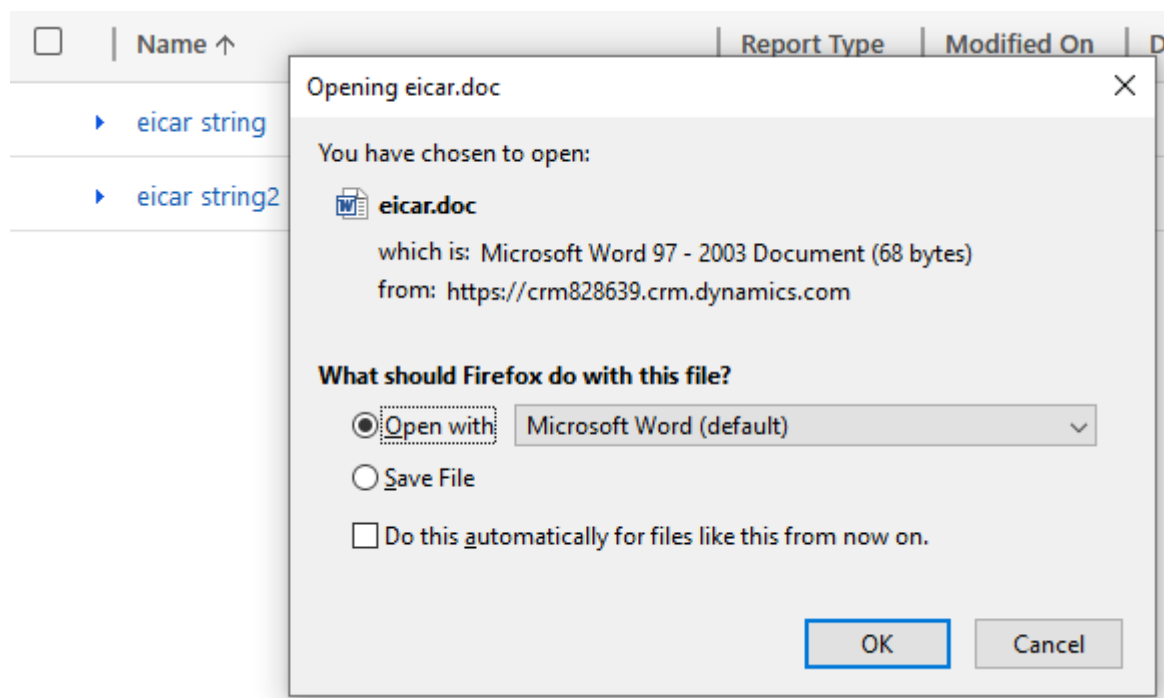 Name ↑ Report Type Modified On D
Opening eicar.doc
eicar string
You have chosen to open:
eicar string2
eicar.doc
which is: Microsoft Word 97 - 2003 Document (68 bytes)
from: https://crm828639.crm.dynamics.com
What should Firefox do with this file?
Open with Microsoft Word (default)
Save File
Do this automatically for files like this from now on.
OK Cancel